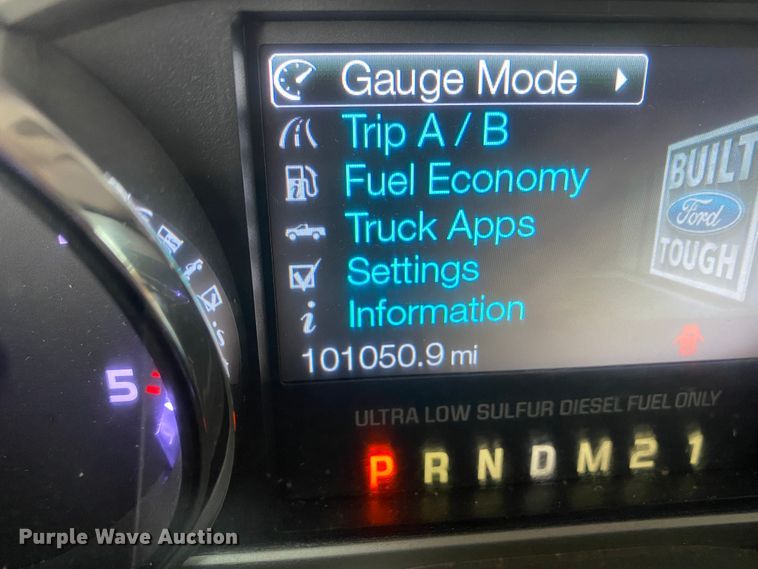 Gauge Mode
Trip A / B
Fuel Economy
Truck Apps
Settings
Information
101050.9 mi
BUILT
Ford
TOUGH
ULTRA LOW SULFUR DIESEL FUEL ONLY
P R N D M 2 1
5
Purple Wave Auction